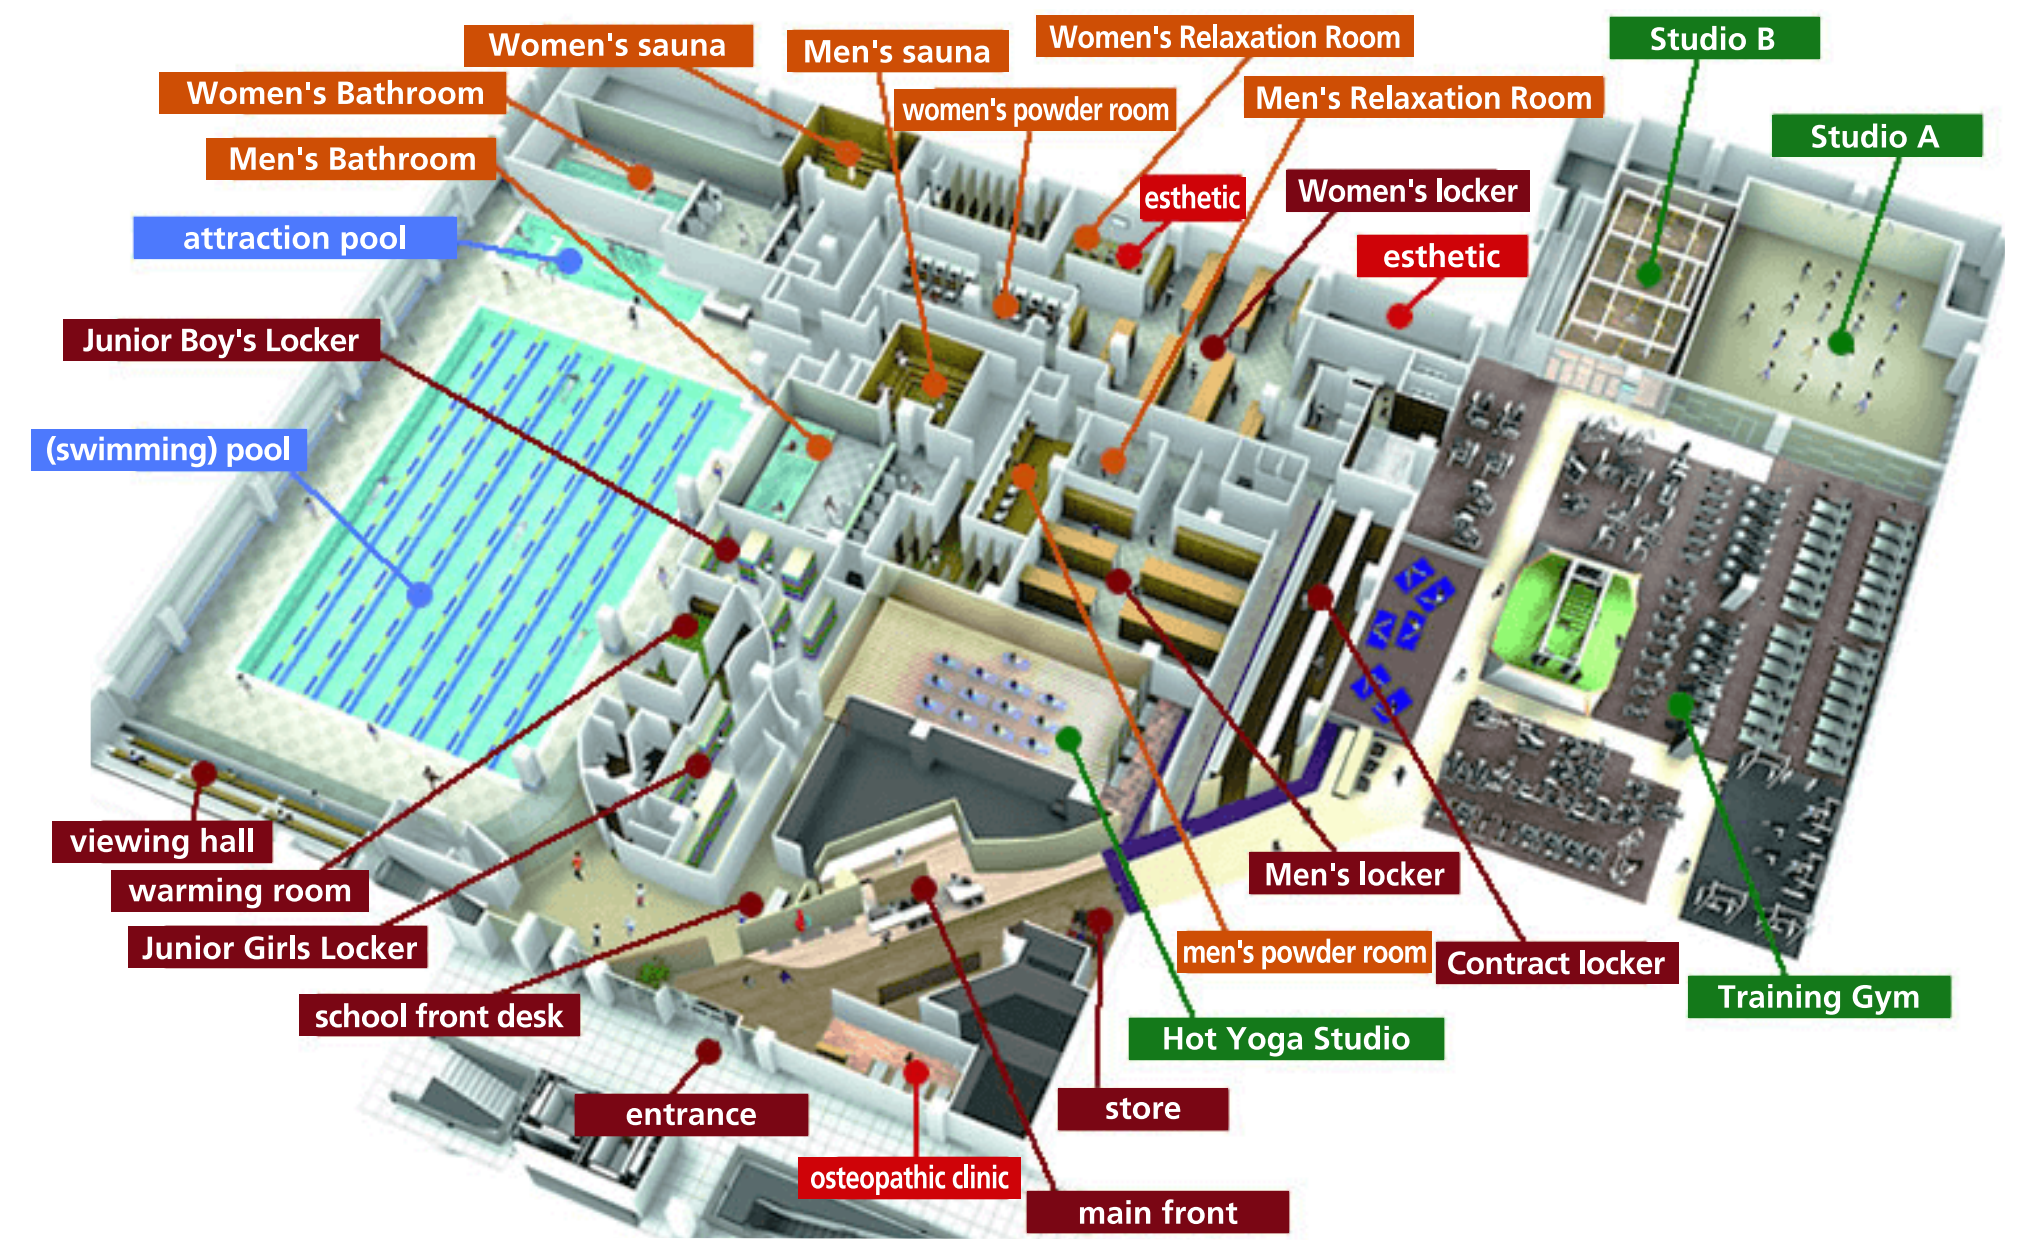 Women's sauna
Men's sauna
Women's Relaxation Room
Studio B
Women's Bathroom
women's powder room
Men's Relaxation Room
Studio A
Men's Bathroom
esthetic
Women's locker
attraction pool
esthetic
Junior Boy's Locker
(swimming) pool
viewing hall
warming room
Men's locker
Junior Girls Locker
men's powder room
Contract locker
school front desk
Training Gym
Hot Yoga Studio
entrance
store
osteopathic clinic
main front